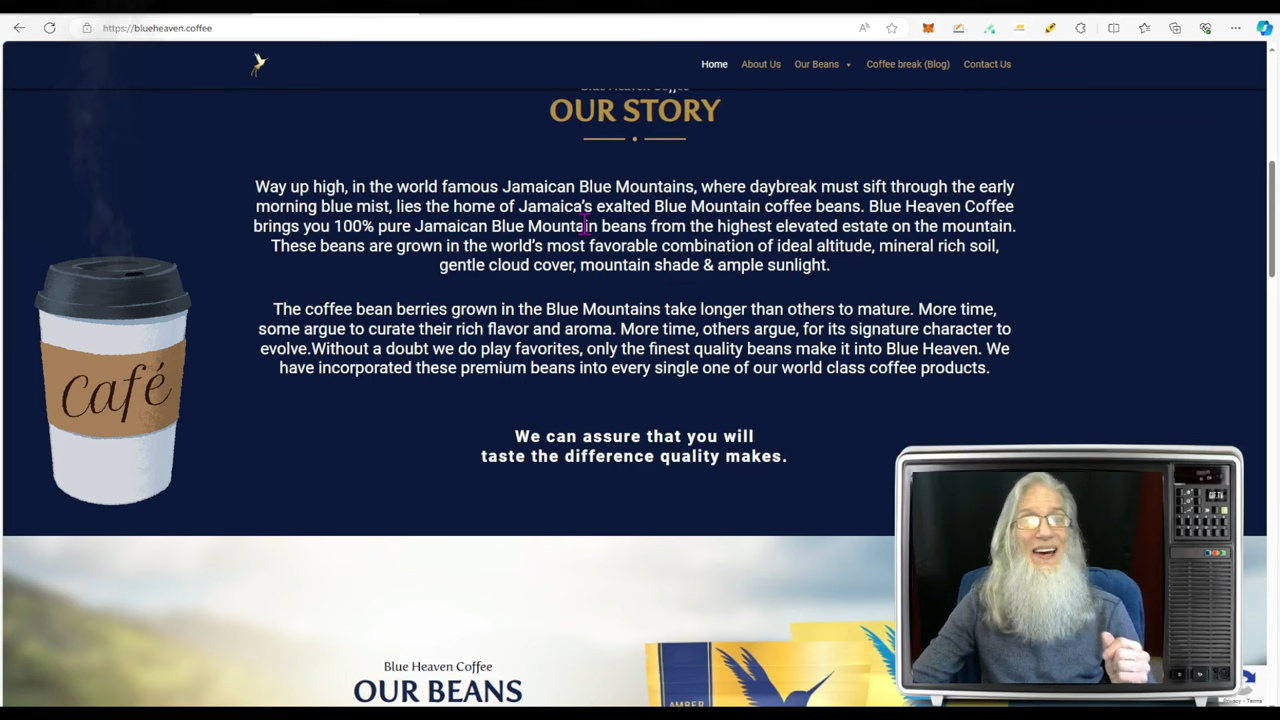 https://blueheaven.coffee
Home About Us Our Beans Coffee break (Blog) Contact Us
Blue Heaven Coffee
OUR STORY
Way up high, in the world famous Jamaican Blue Mountains, where daybreak must sift through the early
morning blue mist, lies the home of Jamaica's exalted Blue Mountain coffee beans. Blue Heaven Coffee
brings you 100% pure Jamaican Blue Mountain beans from the highest elevated estate on the mountain.
These beans are grown in the world's most favorable combination of ideal altitude, mineral rich soil,
gentle cloud cover, mountain shade & ample sunlight.
The coffee bean berries grown in the Blue Mountains take longer than others to mature. More time,
some argue to curate their rich flavor and aroma. More time, others argue, for its signature character to
evolve.Without a doubt we do play favorites, only the finest quality beans make it into Blue Heaven. We
have incorporated these premium beans into every single one of our world class coffee products.
Café
We can assure that you will
taste the difference quality makes.
Blue Heaven Coffee
OUR BEANS
AMBER
Privacy - Terms